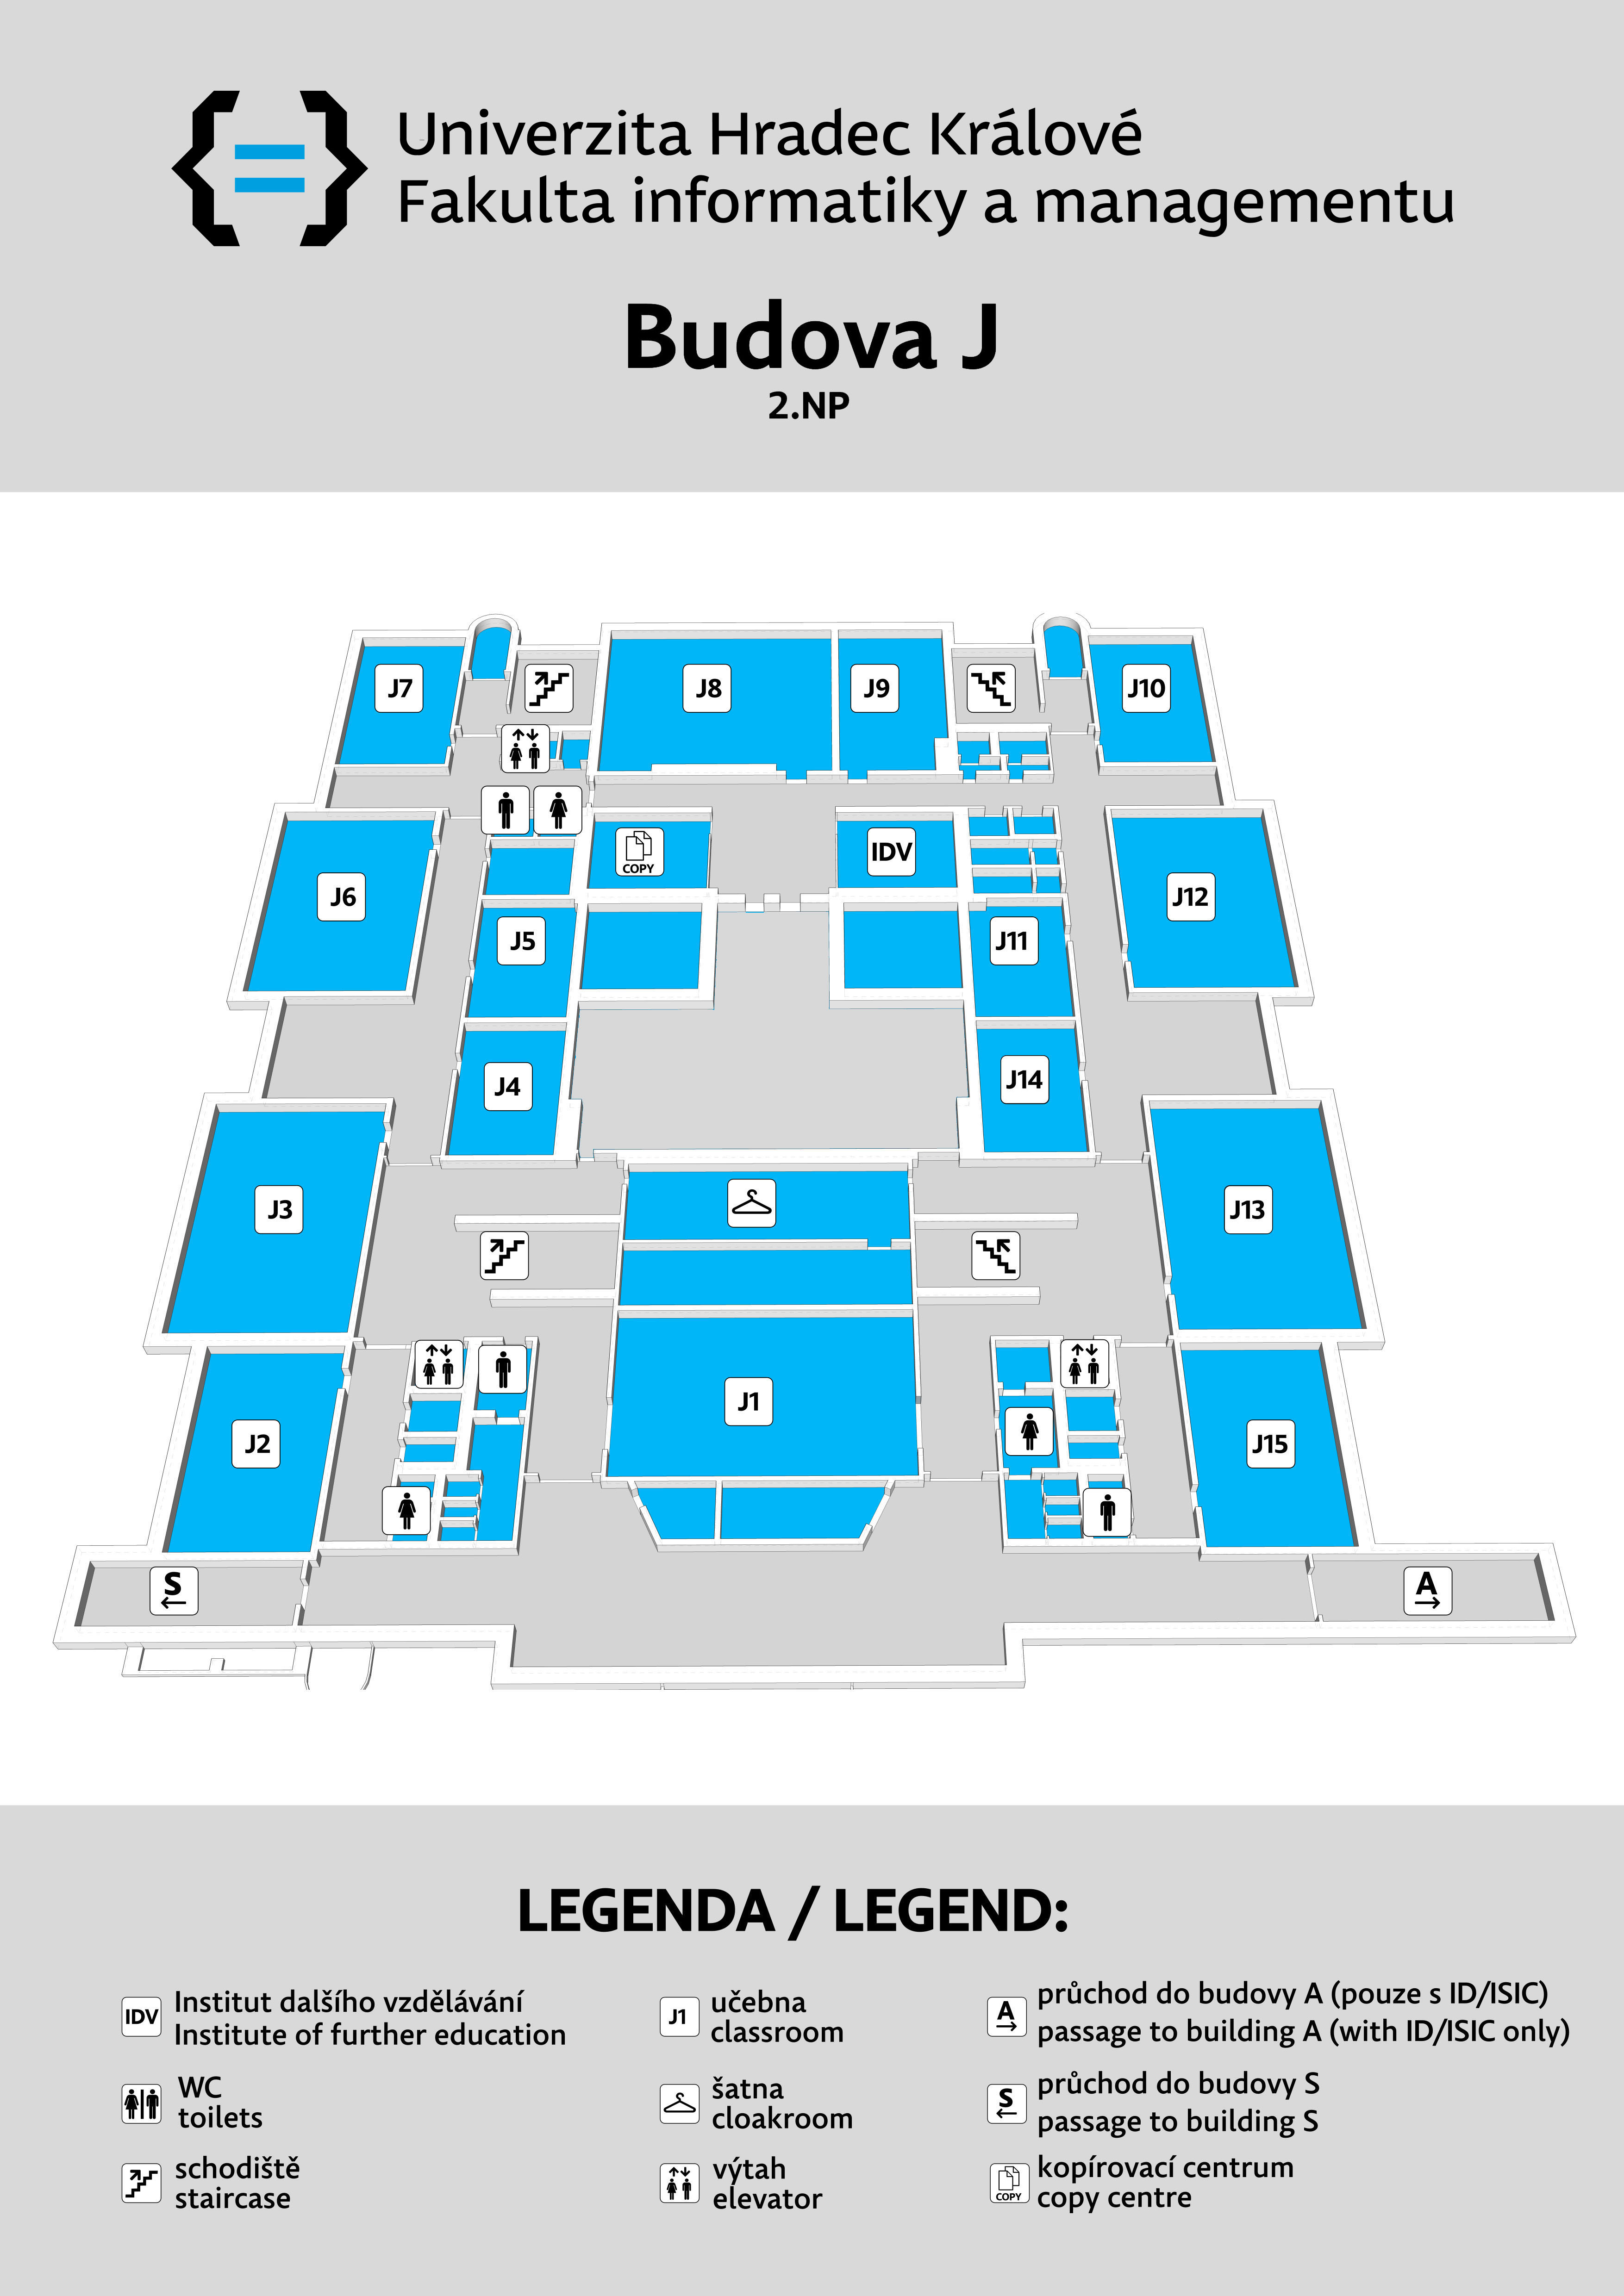 Univerzita Hradec Králové
Fakulta informatiky a managementu
Budova J
2.NP
J7
J8
J9
J10
COPY
IDV
J6
J12
J5
J11
J4
J14
J3
J13
J1
J2
J15
S
A
LEGENDA / LEGEND:
IDV
Institut dalšího vzdělávání
Institute of further education
WC
toilets
schodiště
staircase
J1
učebna
classroom
šatna
cloakroom
výtah
elevator
A
průchod do budovy A (pouze s ID/ISIC)
passage to building A (with ID/ISIC only)
S
průchod do budovy S
passage to building S
COPY
kopírovací centrum
copy centre